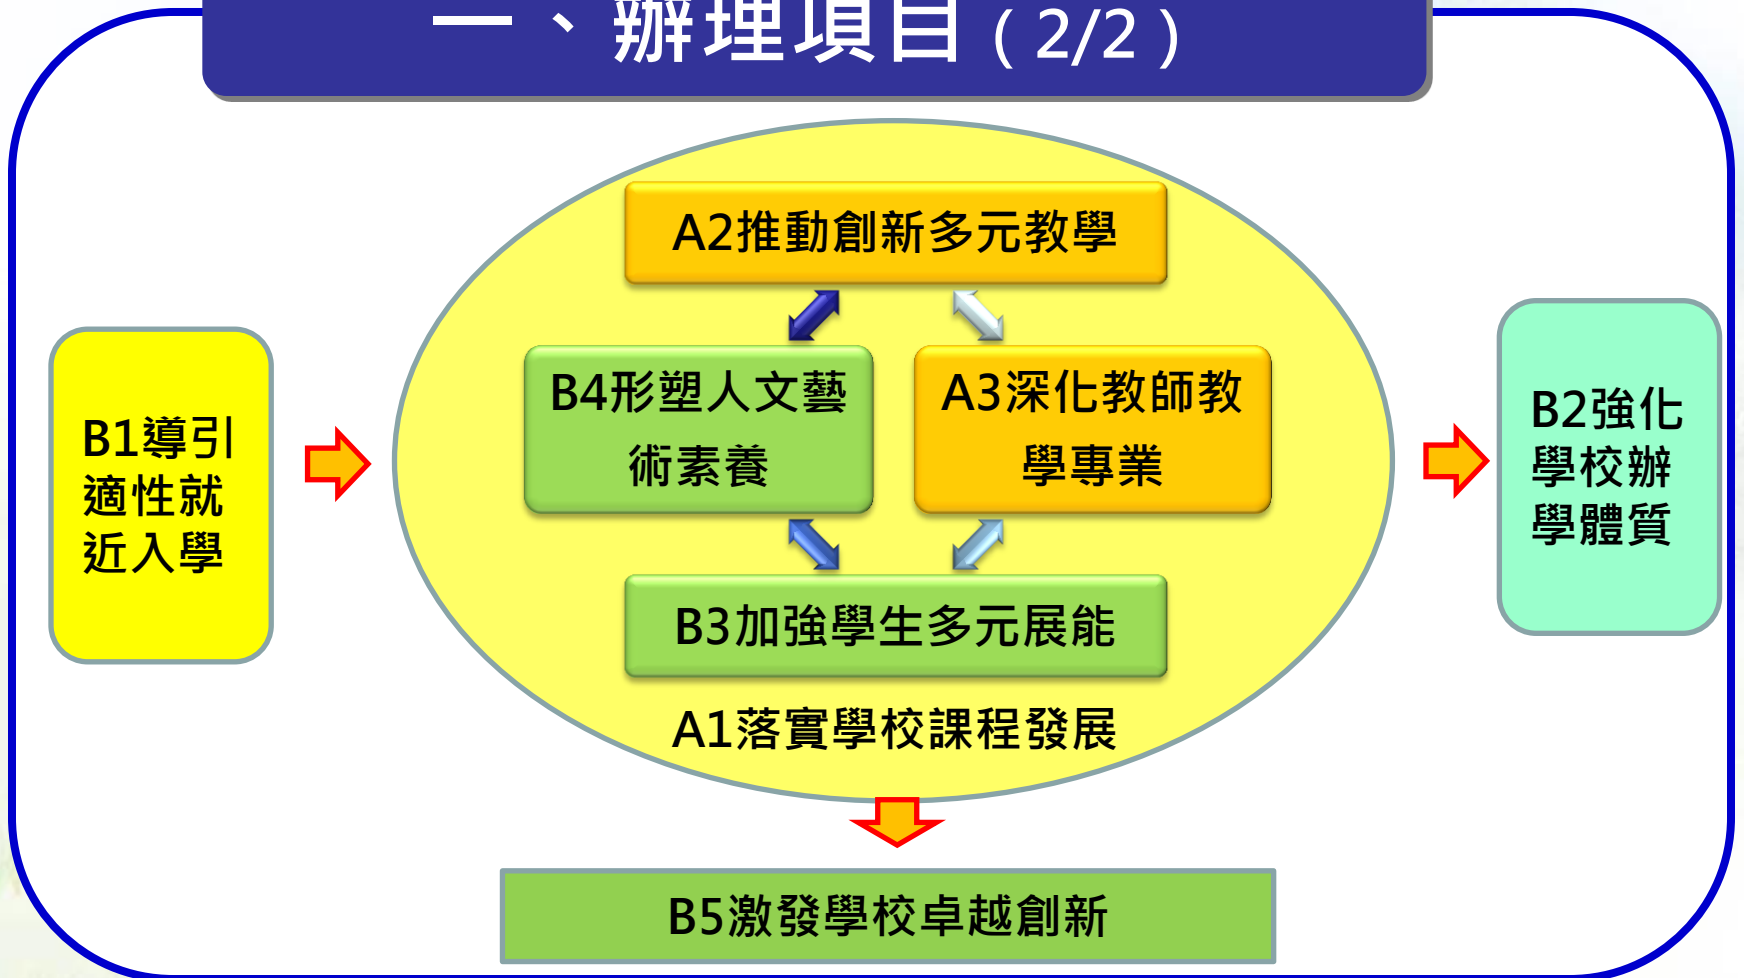 一、辦理項目（2/2）
A2推動創新多元教學
B4形塑人文藝
術素養
A3深化教師教
學專業
B1導引
適性就
近入學
B2強化
學校辦
學體質
B3加強學生多元展能
A1落實學校課程發展
B5激發學校卓越創新